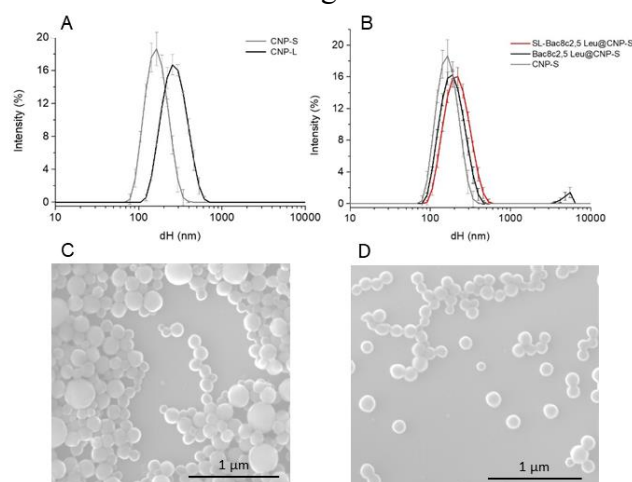 A
CNP-S
CNP-L
Intensity (%)
20
16
12
8
4
0
10
100
1000
10000
dH (nm)
B
SL-Bac8c2,5 Leu@CNP-S
Bac8c2,5 Leu@CNP-S
CNP-S
Intensity (%)
20
16
12
8
4
0
10
100
1000
10000
dH (nm)
C
1 µm
D
1 µm